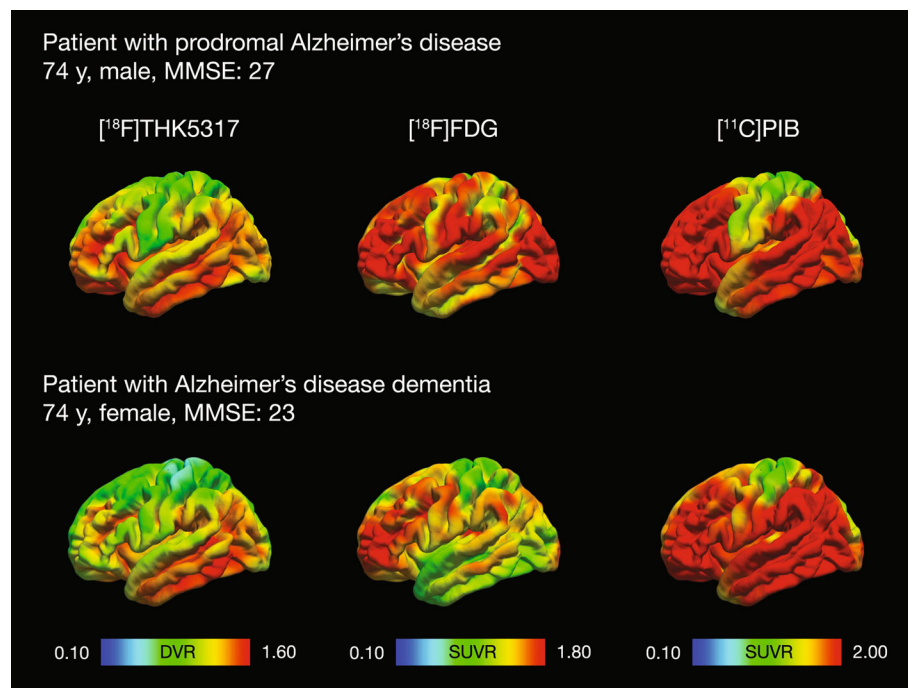 Patient with prodromal Alzheimer's disease
74 y, male, MMSE: 27
[¹⁸F]THK5317 [¹⁸F]FDG [¹¹C]PIB
Patient with Alzheimer's disease dementia
74 y, female, MMSE: 23
0.10 DVR 1.60 0.10 SUVR 1.80 0.10 SUVR 2.00